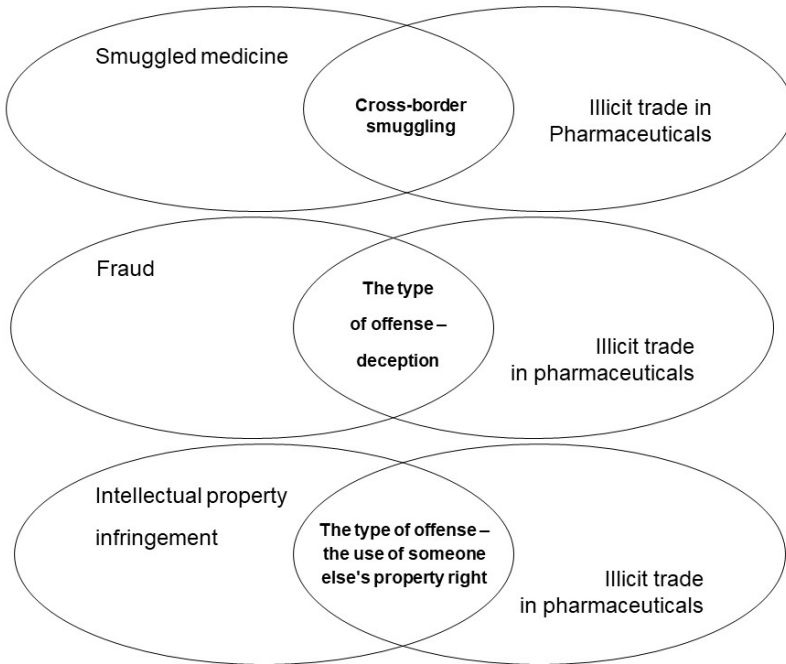 Smuggled medicine
Cross-border
smuggling
Illicit trade in
Pharmaceuticals
Fraud
The type
of offense –
deception
Illicit trade
in pharmaceuticals
Intellectual property
infringement
The type of offense –
the use of someone
else's property right
Illicit trade
in pharmaceuticals